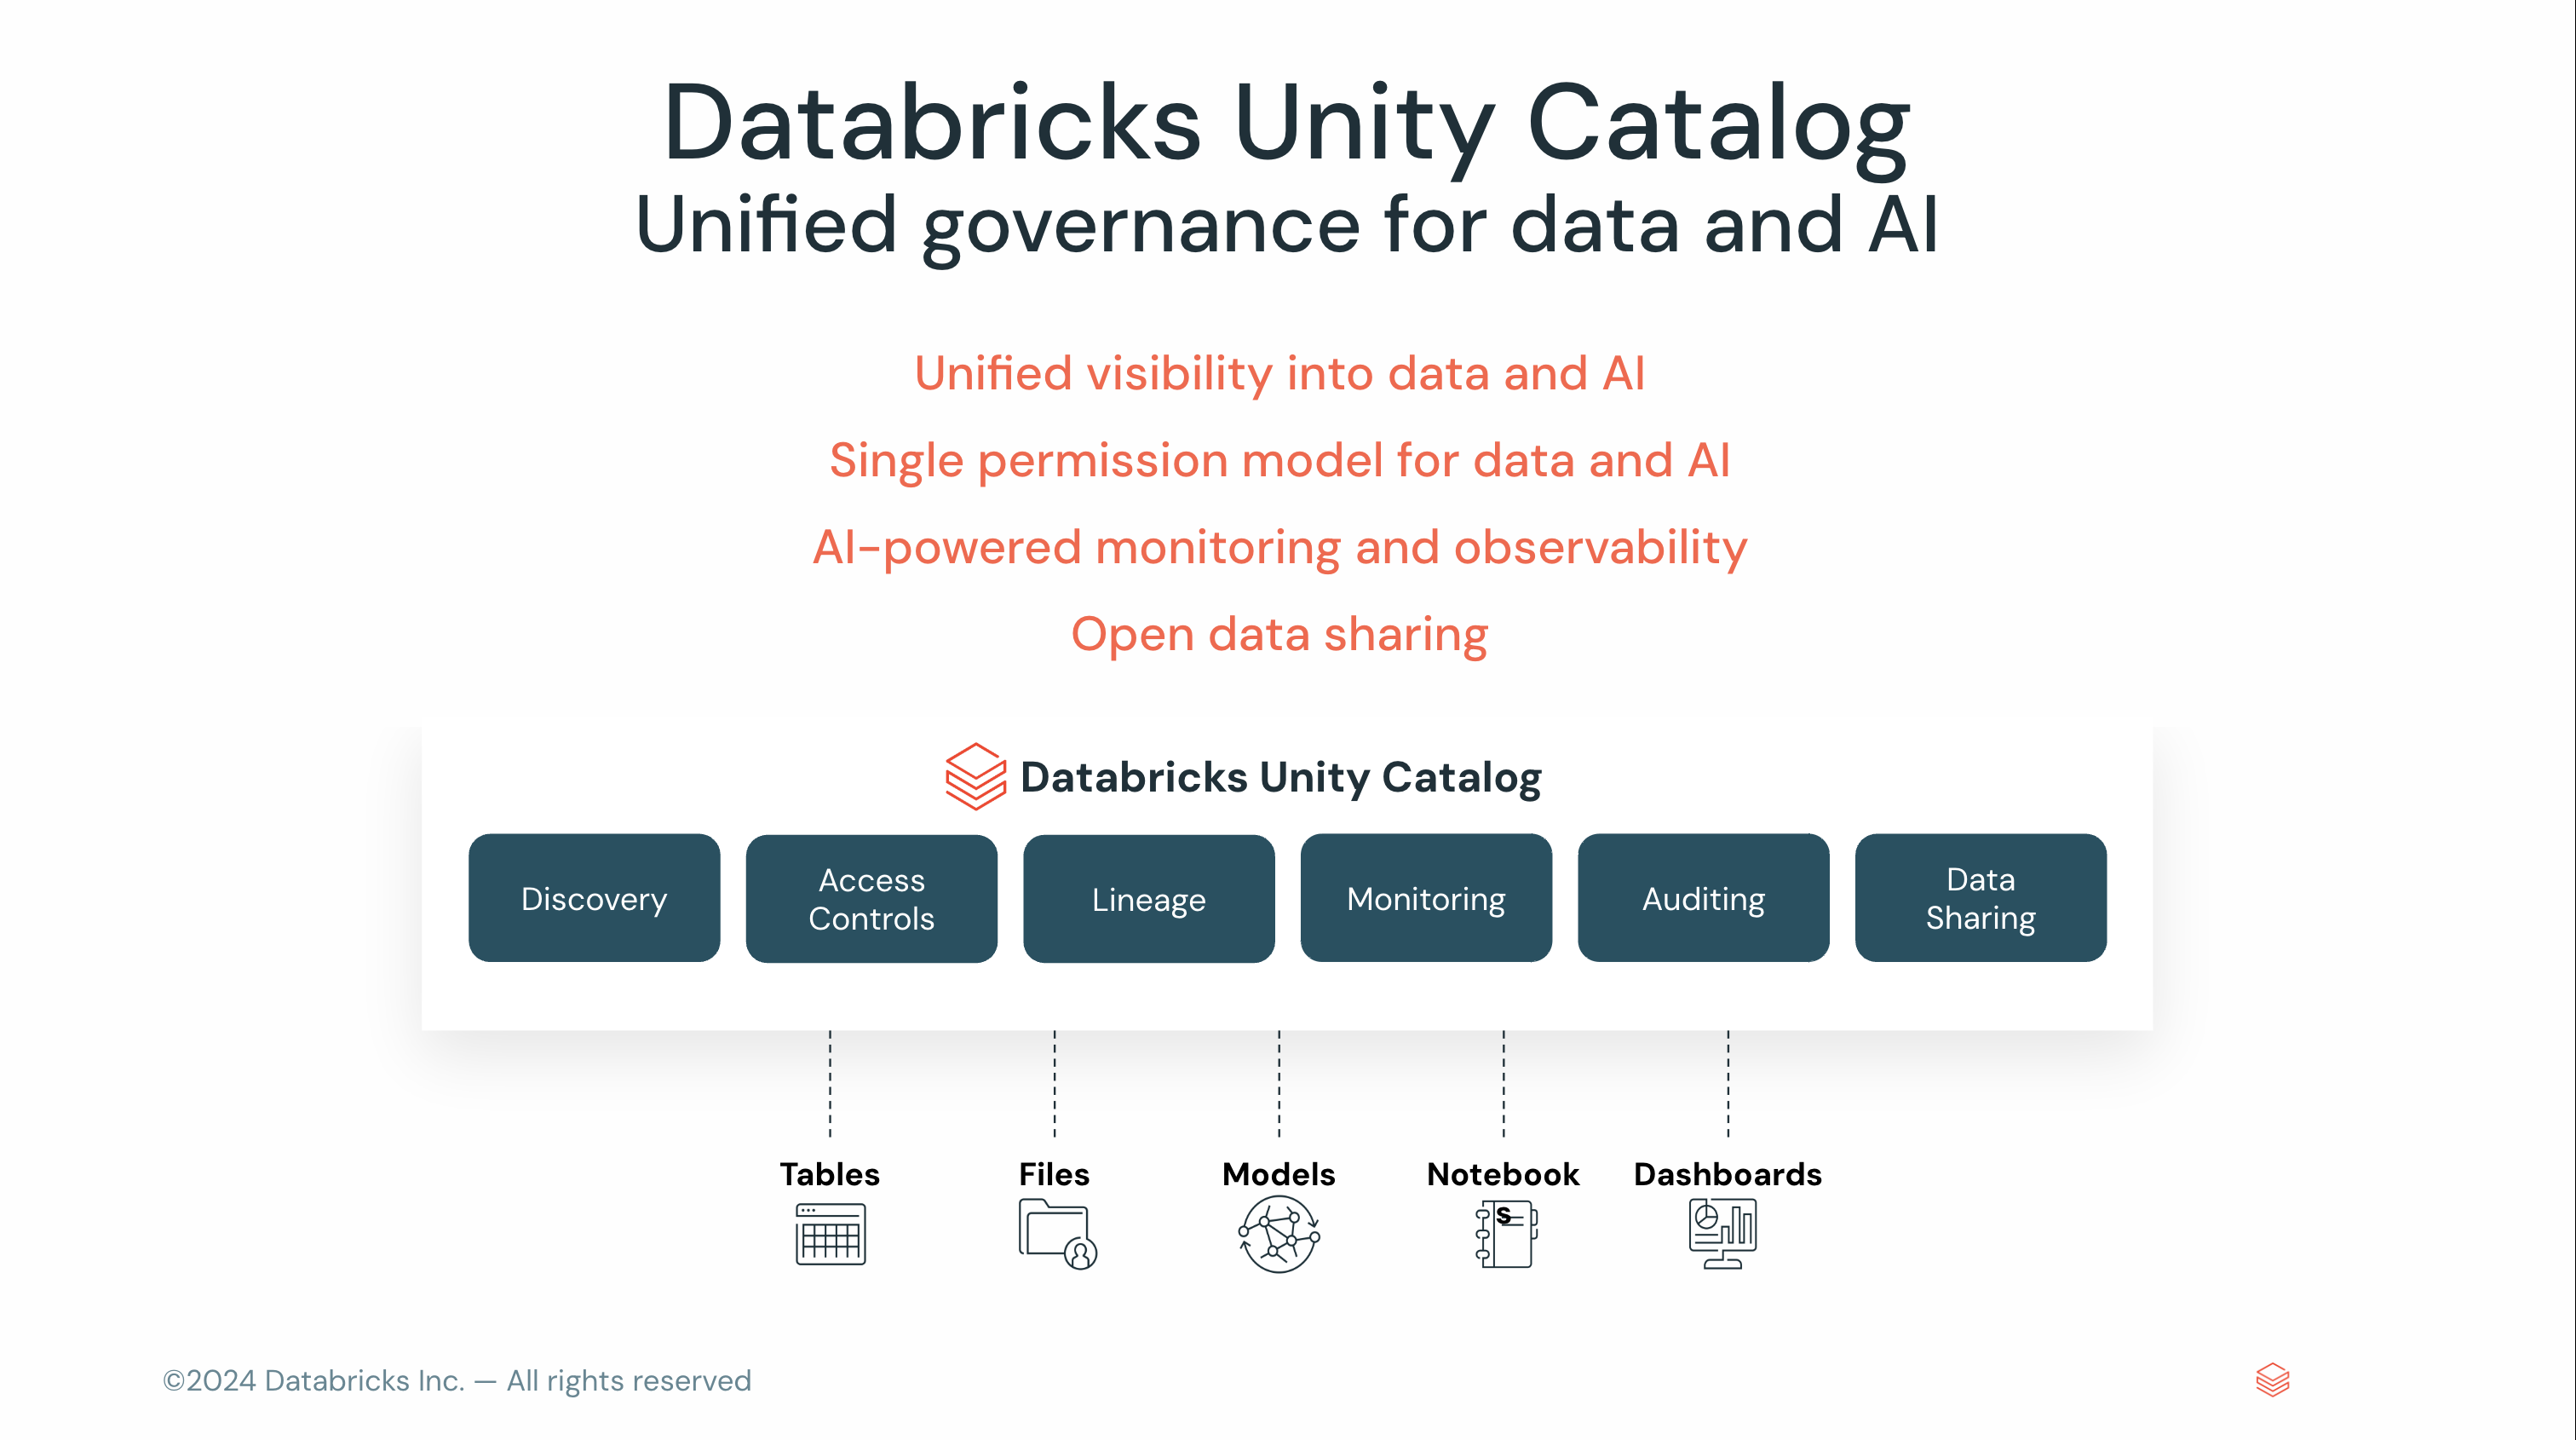 Databricks Unity Catalog
Unified governance for data and AI
Unified visibility into data and AI
Single permission model for data and AI
AI-powered monitoring and observability
Open data sharing
Databricks Unity Catalog
Discovery
Access
Controls
Lineage
Monitoring
Auditing
Data
Sharing
Tables
Files
Models
Notebook
s
Dashboards
©2024 Databricks Inc. — All rights reserved